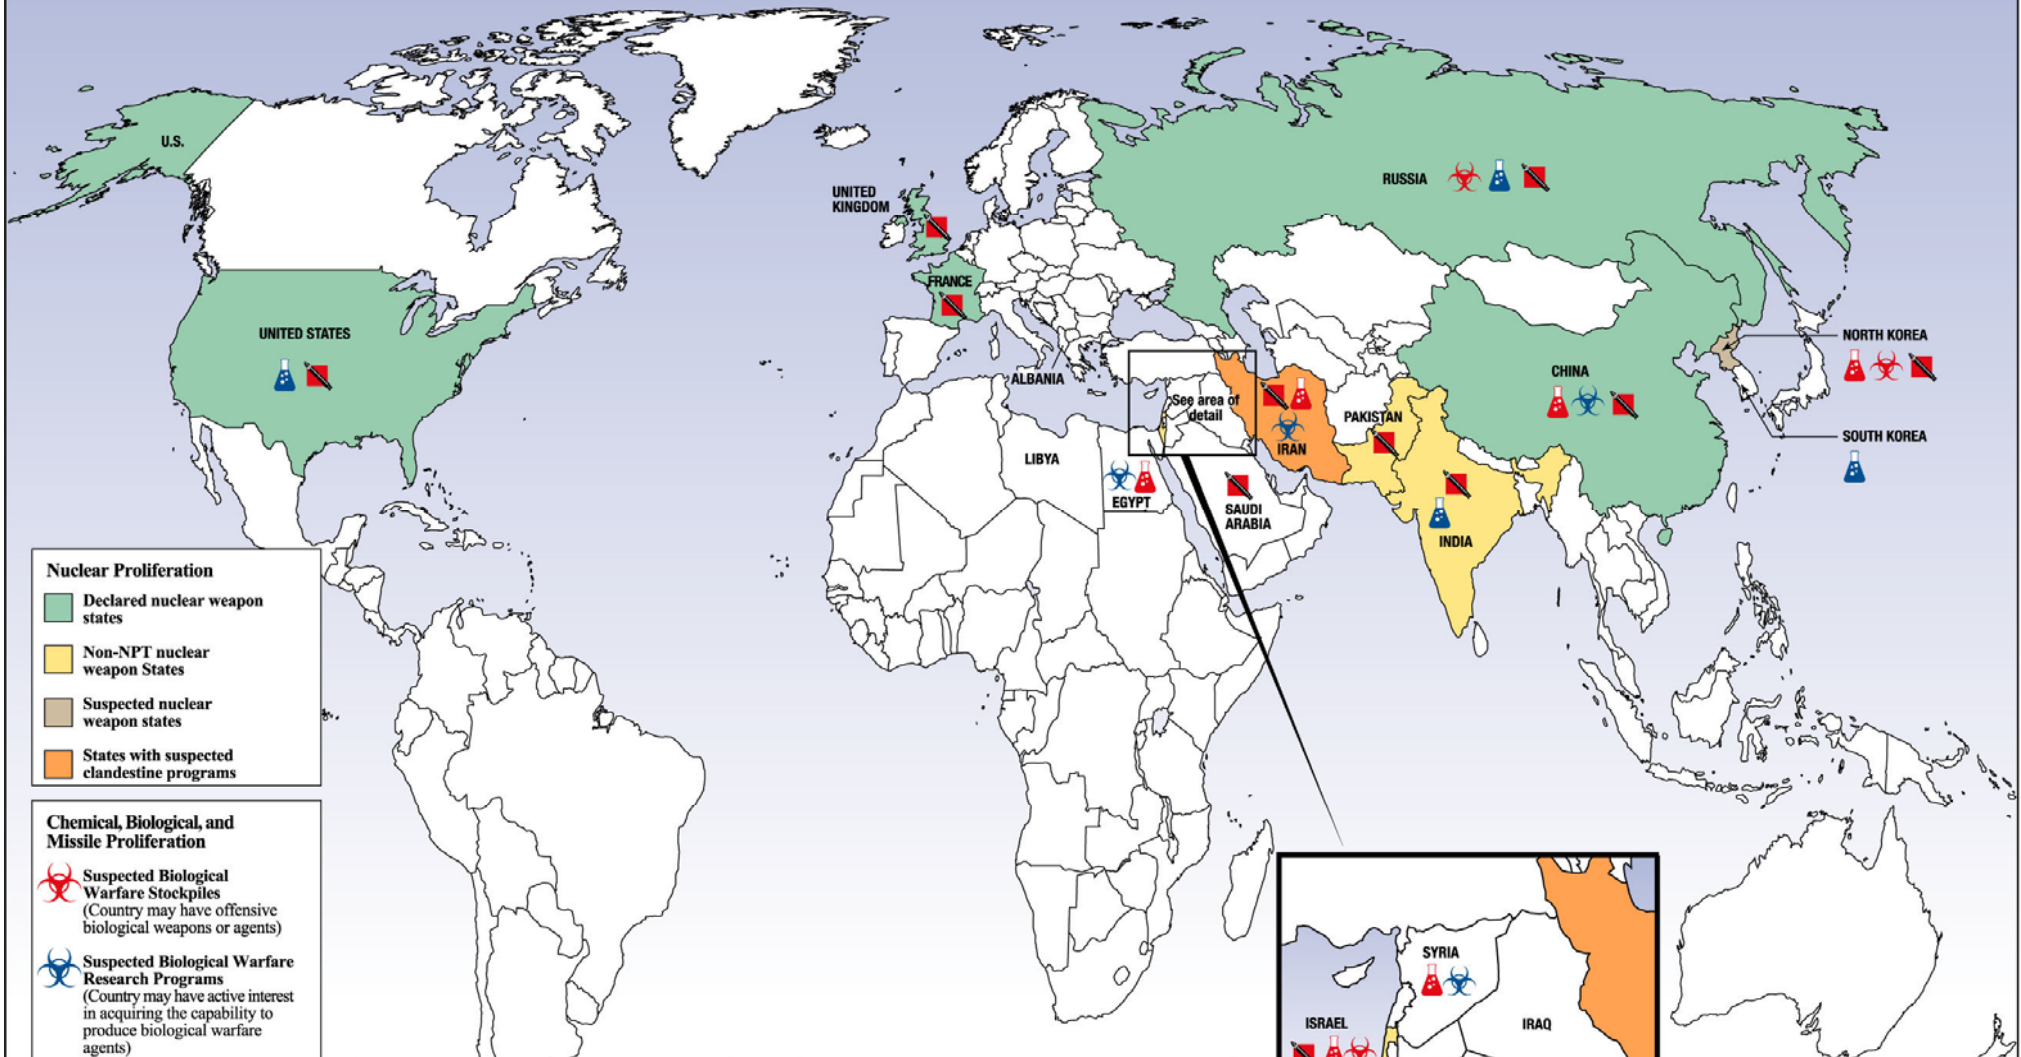 U.S.
UNITED STATES
UNITED
KINGDOM
FRANCE
ALBANIA
RUSSIA
NORTH KOREA
CHINA
SOUTH KOREA
See area of
detail
PAKISTAN
IRAN
LIBYA
EGYPT
SAUDI
ARABIA
INDIA
Nuclear Proliferation
Declared nuclear weapon
states
Non-NPT nuclear
weapon States
Suspected nuclear
weapon states
States with suspected
clandestine programs
Chemical, Biological, and
Missile Proliferation
Suspected Biological
Warfare Stockpiles
(Country may have offensive
biological weapons or agents)
Suspected Biological Warfare
Research Programs
(Country may have active interest
in acquiring the capability to
produce biological warfare
agents)
SYRIA
ISRAEL
IRAQ